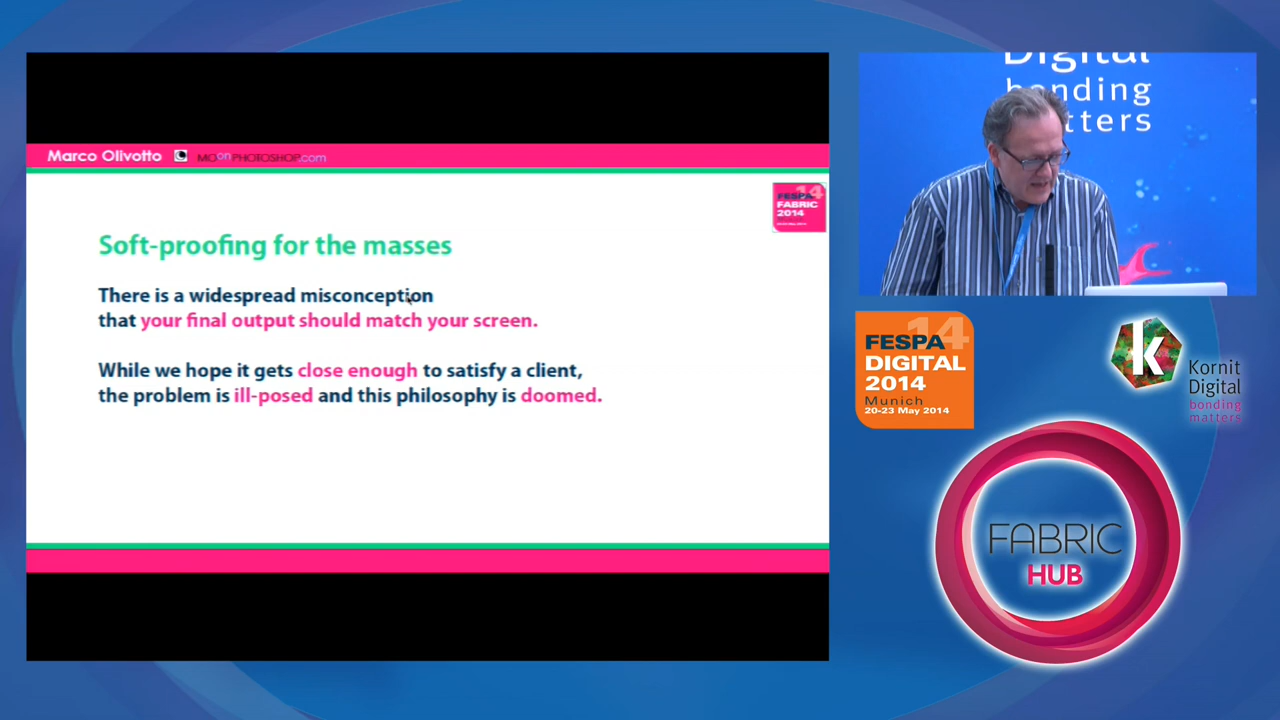 Marco Olivotto MOonPHOTOSHOP.com
FESPA 14
FABRIC
2014
Soft-proofing for the masses
There is a widespread misconception
that your final output should match your screen.
While we hope it gets close enough to satisfy a client,
the problem is ill-posed and this philosophy is doomed.
Digital
bonding
tters
FESPA 14
DIGITAL
2014
Munich
20-23 May 2014
k
Kornit
Digital
bonding
matters
FABRIC
HUB